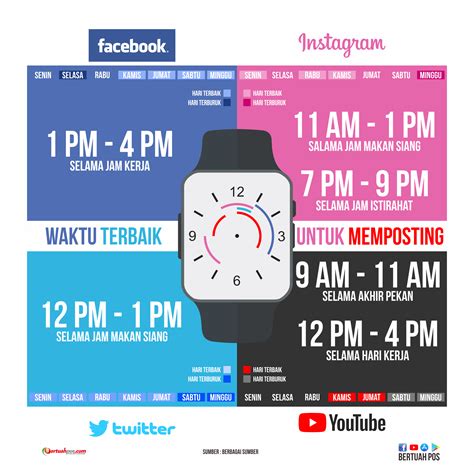 facebook.
Instagram
SENIN SELASA RABU KAMIS JUMAT SABTU MINGGU
SENIN SELASA RABU KAMIS JUMAT SABTU MINGGU
HARI TERBAIK
HARI TERBURUK
HARI TERBAIK
HARI TERBURUK
1 PM - 4 PM
SELAMA JAM KERJA
11 AM - 1 PM
SALAMA JAM MAKAN SIANG
7 PM - 9 PM
SELAMA JAM ISTIRAHAT
12
3
6
9
WAKTU TERBAIK
UNTUK MEMPOSTING
12 PM - 1 PM
SELAMA JAM MAKAN SIANG
9 AM - 11 AM
SELAMA AKHIR PEKAN
12 PM - 4 PM
SELAMA HARI KERJA
HARI TERBAIK
HARI TERBURUK
HARI TERBAIK
HARI TERBURUK
SENIN SELASA RABU KAMIS JUMAT SABTU MINGGU
SENIN SELASA RABU KAMIS JUMAT SABTU MINGGU
twitter
YouTube
Bertuahpos.com
SUMBER : BERBAGAI SUMBER
BERTUAH POS